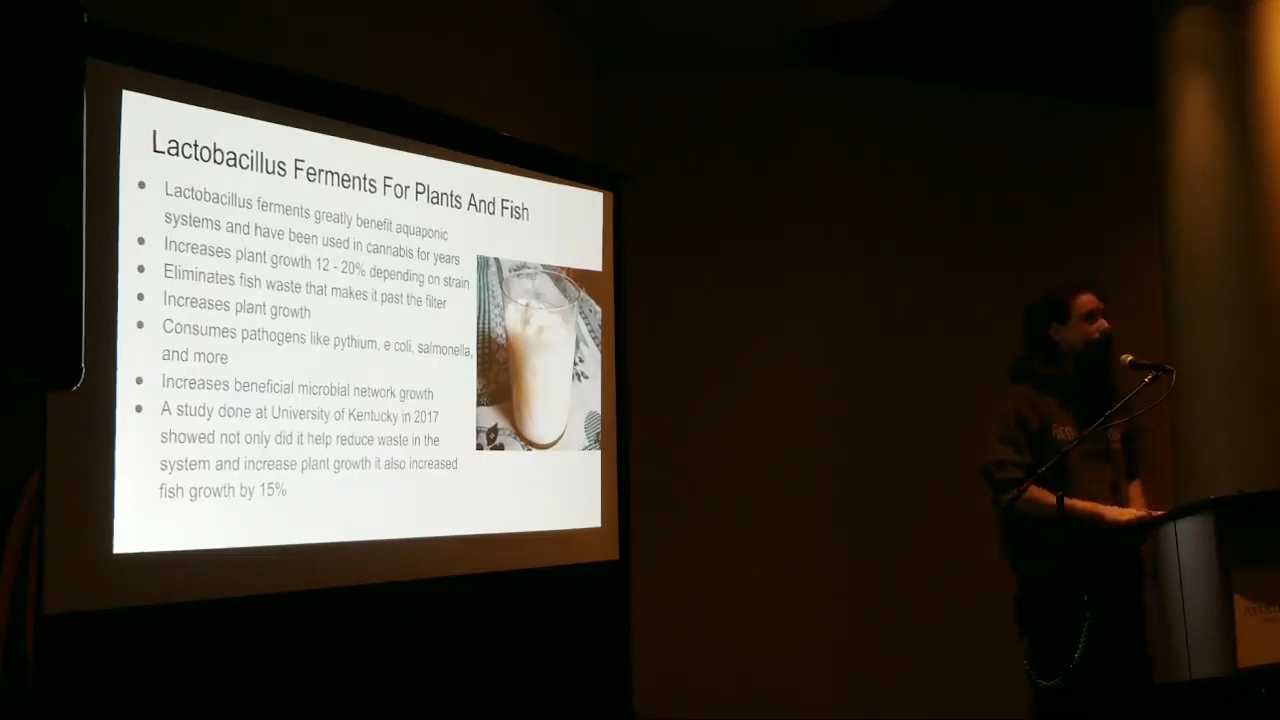 Lactobacillus Ferments For Plants And Fish
● Lactobacillus ferments greatly benefit aquaponic
systems and have been used in cannabis for years
● Increases plant growth 12 - 20% depending on strain
● Eliminates fish waste that makes it past the filter
● Increases plant growth
● Consumes pathogens like pythium, e coli, salmonella,
and more
● Increases beneficial microbial network growth
● A study done at University of Kentucky in 2017
showed not only did it help reduce waste in the
system and increase plant growth it also increased
fish growth by 15%